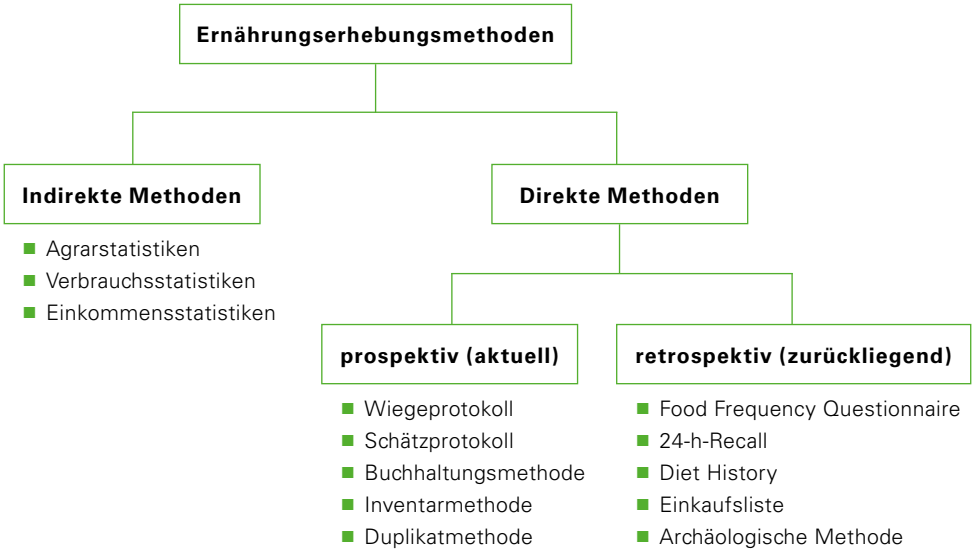 Ernährungserhebungsmethoden
Indirekte Methoden
Agrarstatistiken
Verbrauchsstatistiken
Einkommensstatistiken
Direkte Methoden
prospektiv (aktuell)
Wiegeprotokoll
Schätzprotokoll
Buchhaltungsmethode
Inventarmethode
Duplikatmethode
retrospektiv (zurückliegend)
Food Frequency Questionnaire
24-h-Recall
Diet History
Einkaufsliste
Archäologische Methode